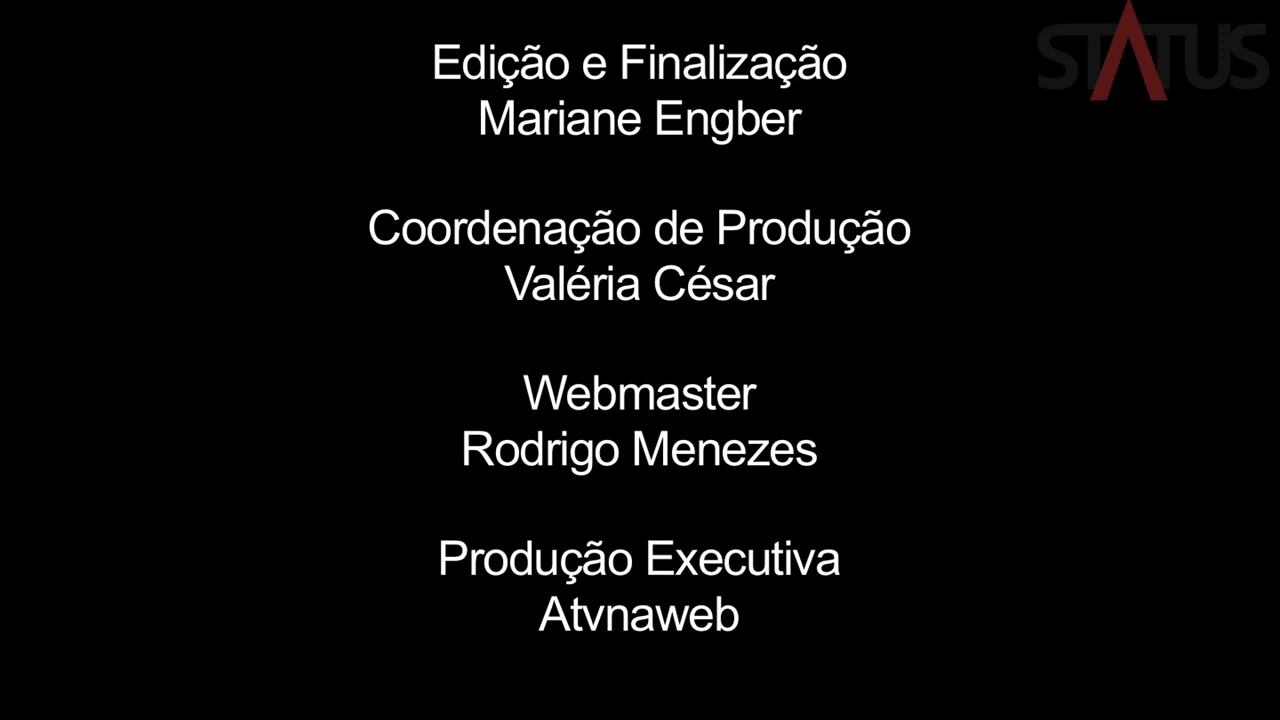 STATUS
Edição e Finalização
Mariane Engber
Coordenação de Produção
Valéria César
Webmaster
Rodrigo Menezes
Produção Executiva
Atvnaweb